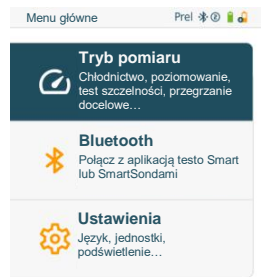 Menu główne Prel
Tryb pomiaru
Chłodnictwo, poziomowanie,
test szczelności, przegrzanie
docelowe…
Bluetooth
Połącz z aplikacją testo Smart
lub SmartSondami
Ustawienia
Język, jednostki,
podświetlenie…